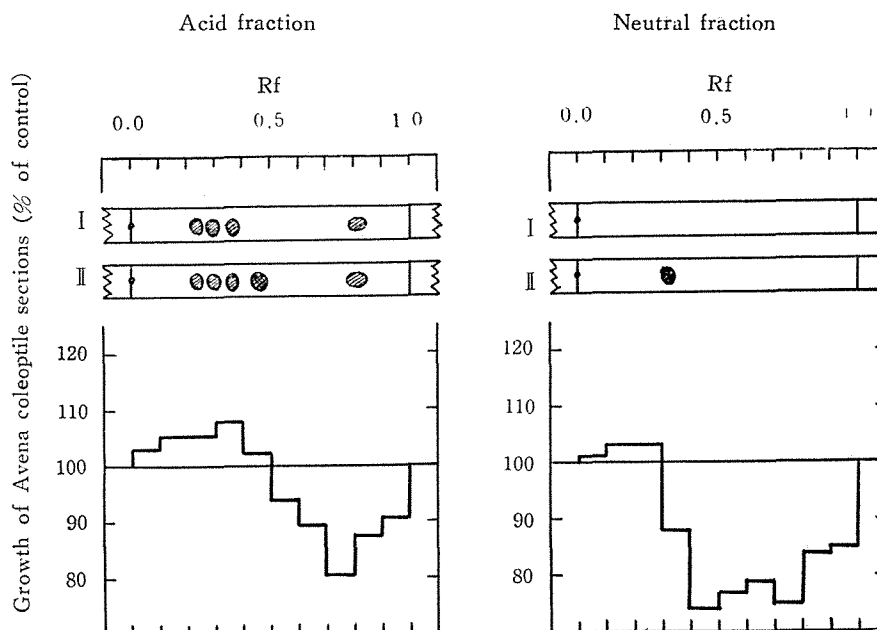 Acid fraction
Neutral fraction
Growth of Avena coleoptile sections (% of control)
Rf
0.0 0.5 1 0
I
II
120
110
100
90
80
Rf
0.0 0.5
I
II
120
110
100
90
80